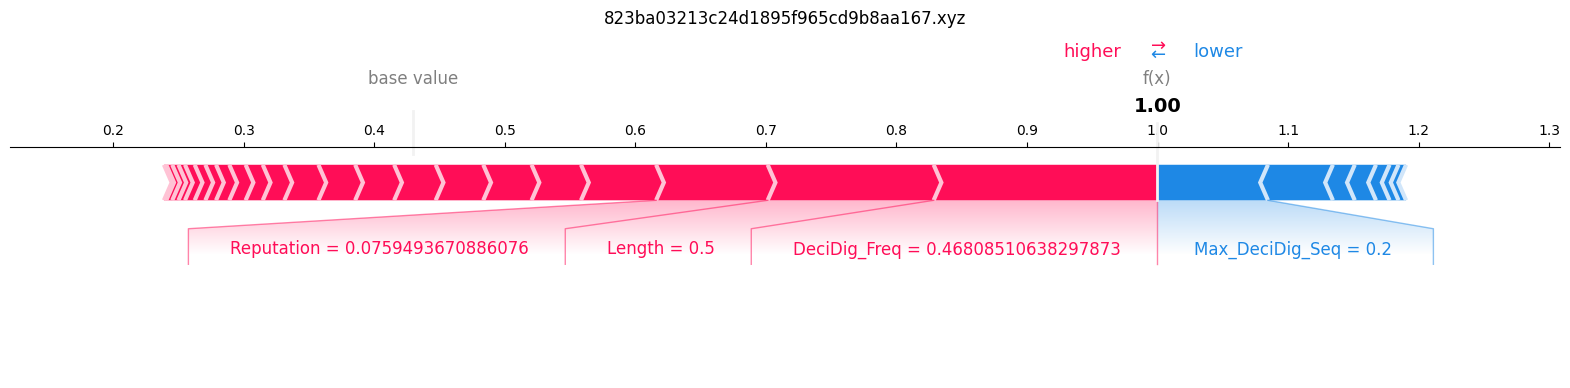 823ba03213c24d1895f965cd9b8aa167.xyz
higher ⇄ lower
base value f(x)
1.00
0.2 0.3 0.4 0.5 0.6 0.7 0.8 0.9 1.0 1.1 1.2 1.3
Reputation = 0.0759493670886076 Length = 0.5 DeciDig_Freq = 0.46808510638297873 Max_DeciDig_Seq = 0.2